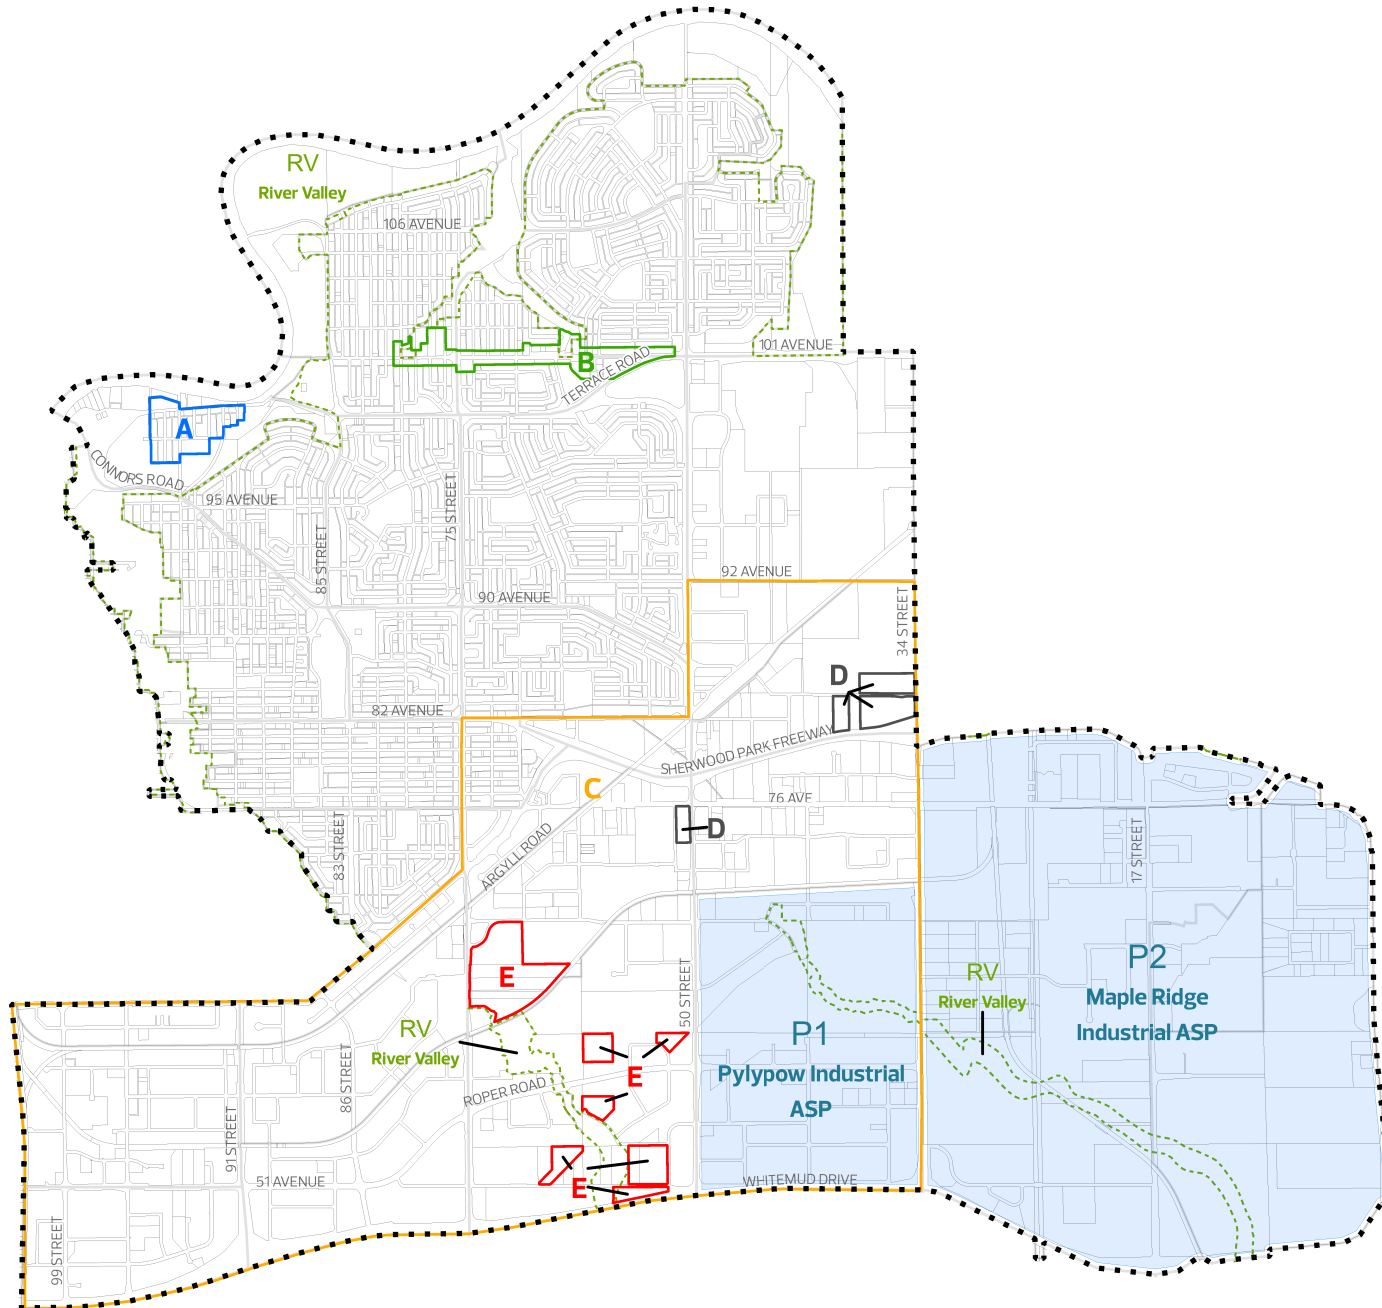 RV
River Valley
106 AVENUE
101 AVENUE
B
TERRACE ROAD
A
CONNORS ROAD
95 AVENUE
75 STREET
85 STREET
92 AVENUE
90 AVENUE
34 STREET
D
82 AVENUE
SHERWOOD PARK FREEWAY
C
76 AVE
D
83 STREET
ARGYLL ROAD
17 STREET
E
50 STREET
RV
River Valley
P2
Maple Ridge
Industrial ASP
RV
River Valley
P1
Pylypow Industrial
ASP
E
86 STREET
ROPER ROAD
91 STREET
51 AVENUE
E
WHITEMUD DRIVE
99 STREET